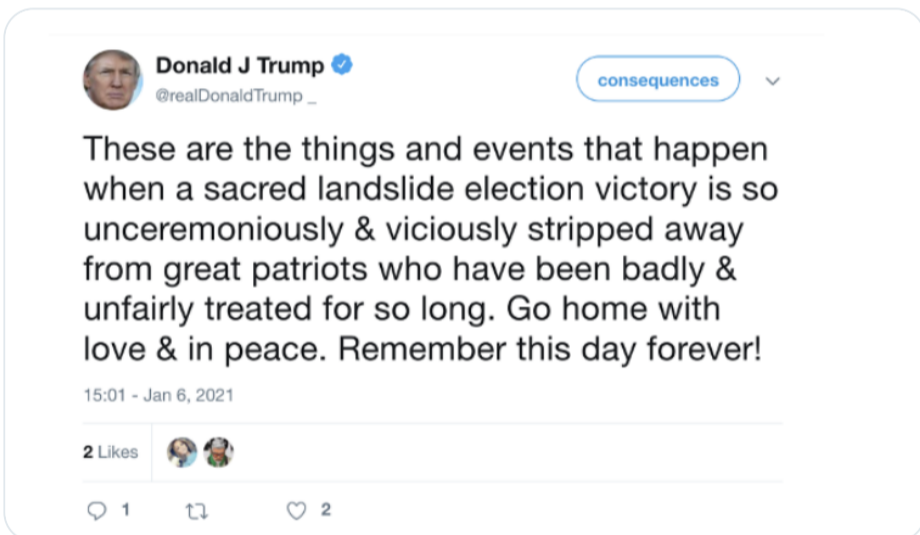 Donald J Trump
@realDonaldTrump _
consequences
These are the things and events that happen
when a sacred landslide election victory is so
unceremoniously & viciously stripped away
from great patriots who have been badly &
unfairly treated for so long. Go home with
love & in peace. Remember this day forever!
15:01 - Jan 6, 2021
2 Likes
1
2